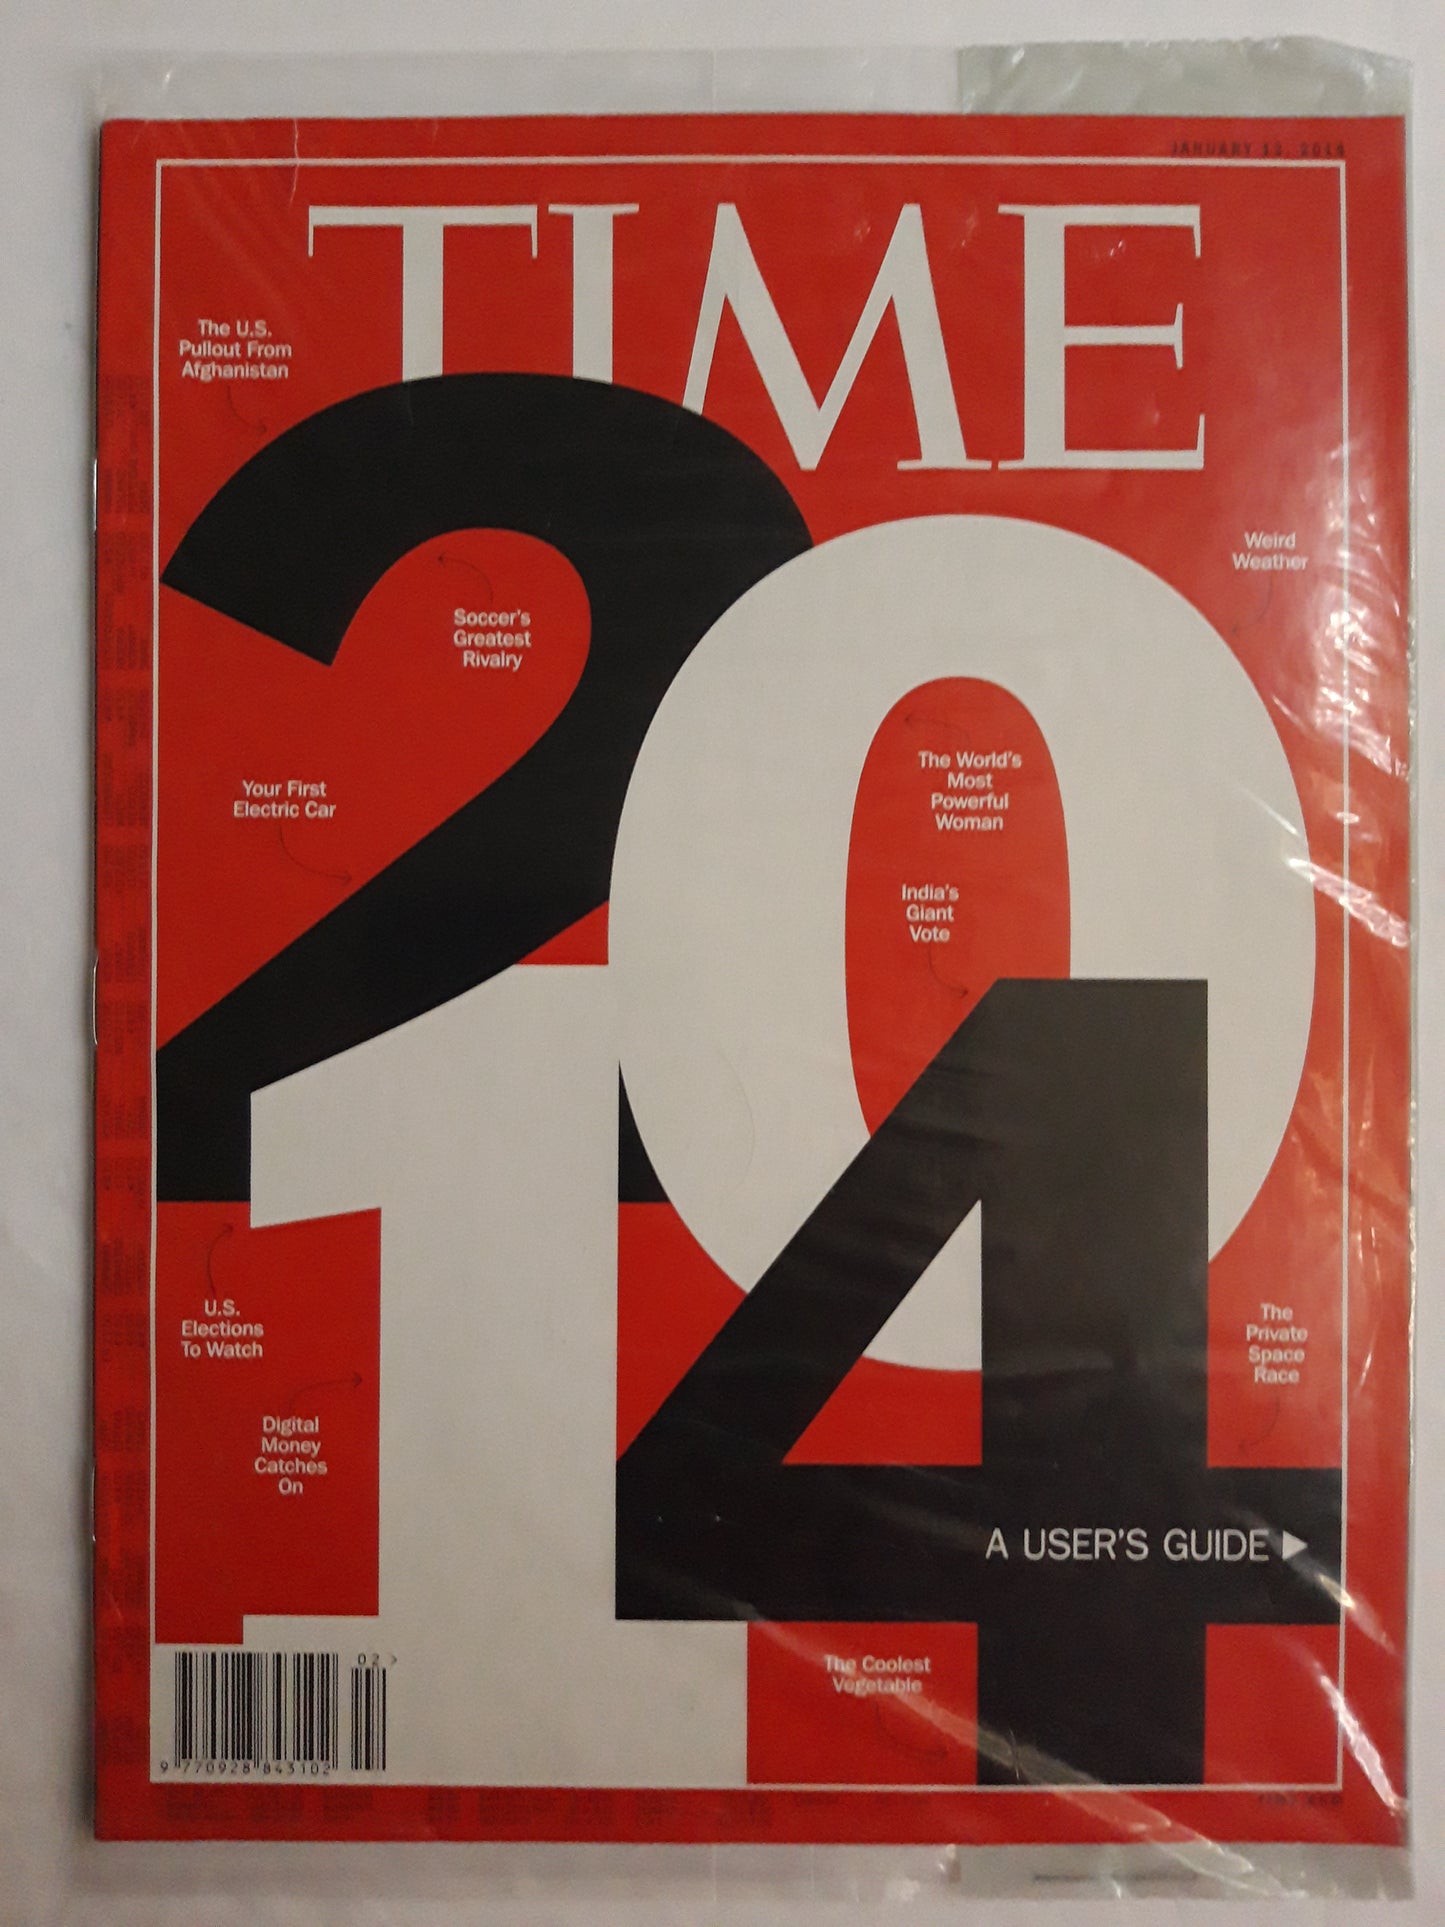 JANUARY 13, 2014
TIME
The U.S.
Pullout From
Afghanistan
Weird
Weather
Soccer's
Greatest
Rivalry
Your First
Electric Car
The World's
Most
Powerful
Woman
India's
Giant
Vote
2014
U.S.
Elections
To Watch
The
Private
Space
Race
Digital
Money
Catches
On
A USER'S GUIDE
The Coolest
Vegetable
02 >
9 770928 843102